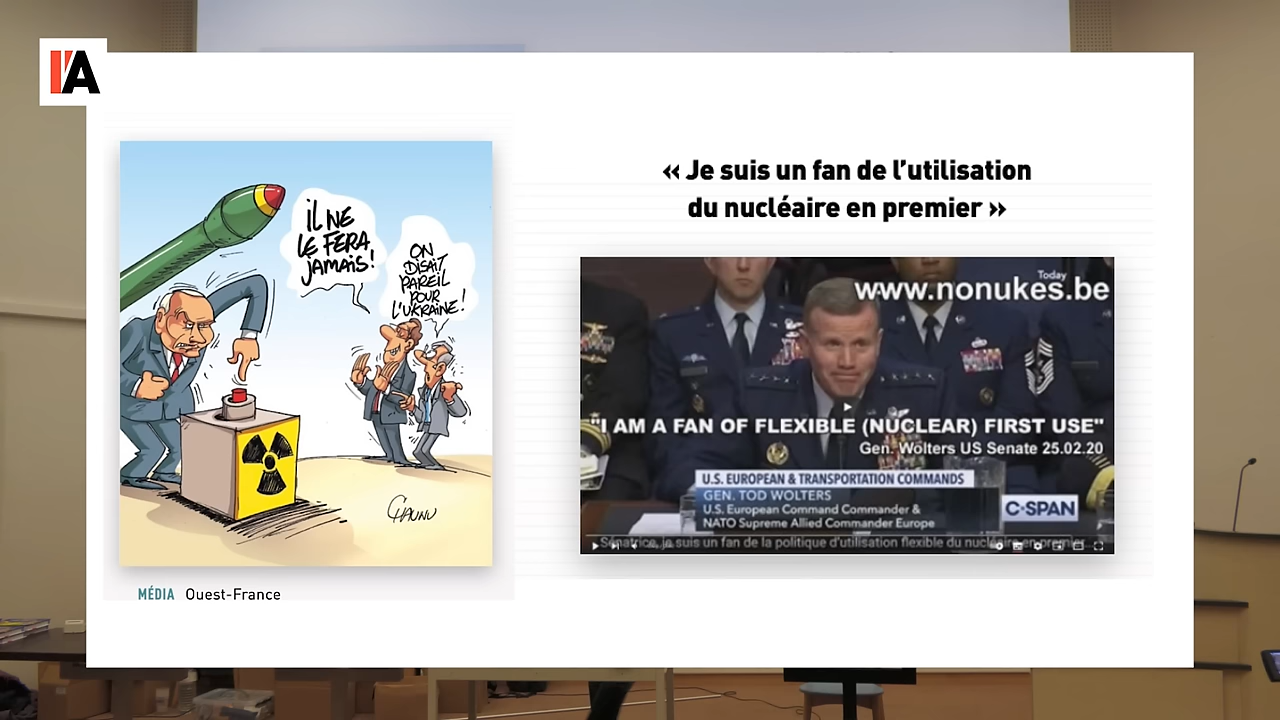 I'A
IL NE
LE FERA
JAMAIS!
ON
DISAIT
PAREIL
POUR
L'UKRAINE!
CHAUNU
MÉDIA Ouest-France
« Je suis un fan de l'utilisation
du nucléaire en premier »
Today
www.nonukes.be
"I AM A FAN OF FLEXIBLE (NUCLEAR) FIRST USE"
Gen. Wolters US Senate 25.02.20
U.S. EUROPEAN & TRANSPORTATION COMMANDS
GEN. TOD WOLTERS
U.S. European Command Commander &
NATO Supreme Allied Commander Europe
C-SPAN
Sénatrice, je suis un fan de la politique d'utilisation flexible du nucléaire en premier